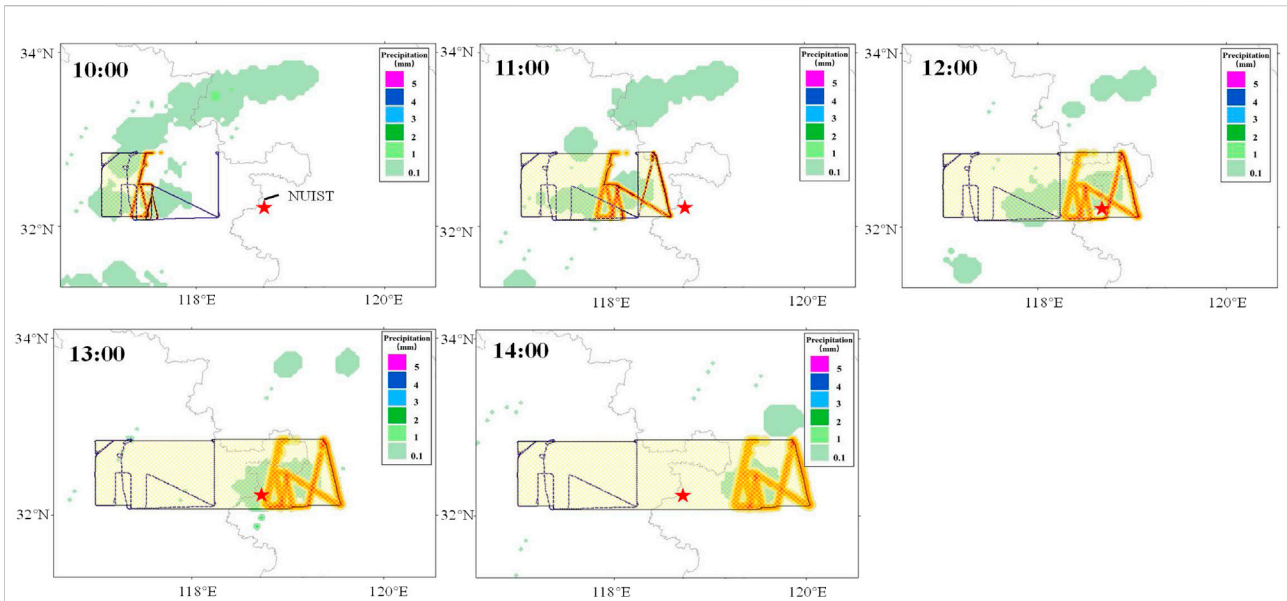 34°N
10:00
Precipitation
(mm)
5
4
3
2
1
0.1
NUIST
32°N
118°E
120°E
34°N
11:00
Precipitation
(mm)
5
4
3
2
1
0.1
32°N
118°E
120°E
34°N
12:00
Precipitation
(mm)
5
4
3
2
1
0.1
32°N
118°E
120°E
34°N
13:00
Precipitation
(mm)
5
4
3
2
1
0.1
32°N
118°E
120°E
34°N
14:00
Precipitation
(mm)
5
4
3
2
1
0.1
32°N
118°E
120°E